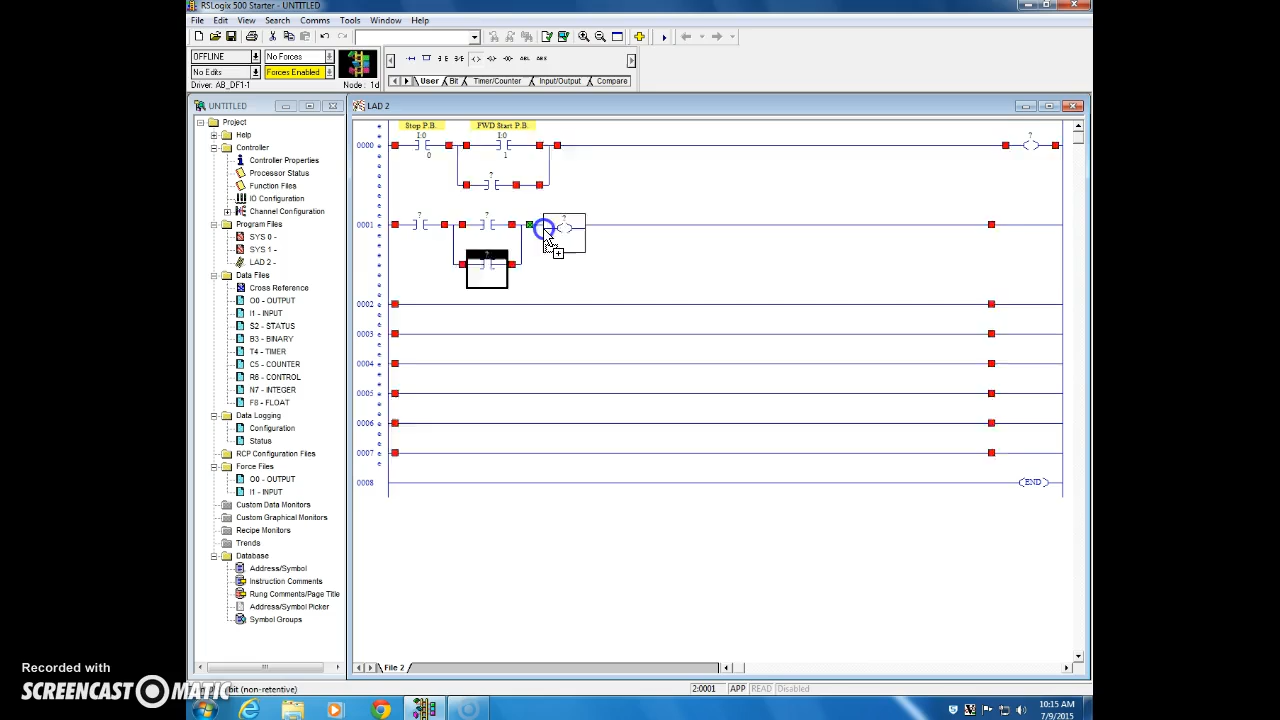 RSLogix 500 Starter - UNTITLED
File Edit View Search Comms Tools Window Help
OFFLINE No Forces
No Edits Forces Enabled
Driver: AB_DF1-1 Node: 1d
User Bit Timer/Counter Input/Output Compare
UNTITLED
Project
Help
Controller
Controller Properties
Processor Status
Function Files
IO Configuration
Channel Configuration
Program Files
SYS 0 -
SYS 1 -
LAD 2 -
Data Files
Cross Reference
O0 - OUTPUT
I1 - INPUT
S2 - STATUS
B3 - BINARY
T4 - TIMER
C5 - COUNTER
R6 - CONTROL
N7 - INTEGER
F8 - FLOAT
Data Logging
Configuration
Status
RCP Configuration Files
Force Files
O0 - OUTPUT
I1 - INPUT
Custom Data Monitors
Custom Graphical Monitors
Recipe Monitors
Trends
Database
Address/Symbol
Instruction Comments
Rung Comments/Page Title
Address/Symbol Picker
Symbol Groups
LAD 2
Stop P.B. FWD Start P.B.
I:0 I:0 ?
0000
0 1
?
? ? ?
0001
?
0002
0003
0004
0005
0006
0007
0008 END
File 2
bit (non-retentive) 2:0001 APP READ Disabled
10:15 AM
7/9/2015
Recorded with
SCREENCAST MATIC